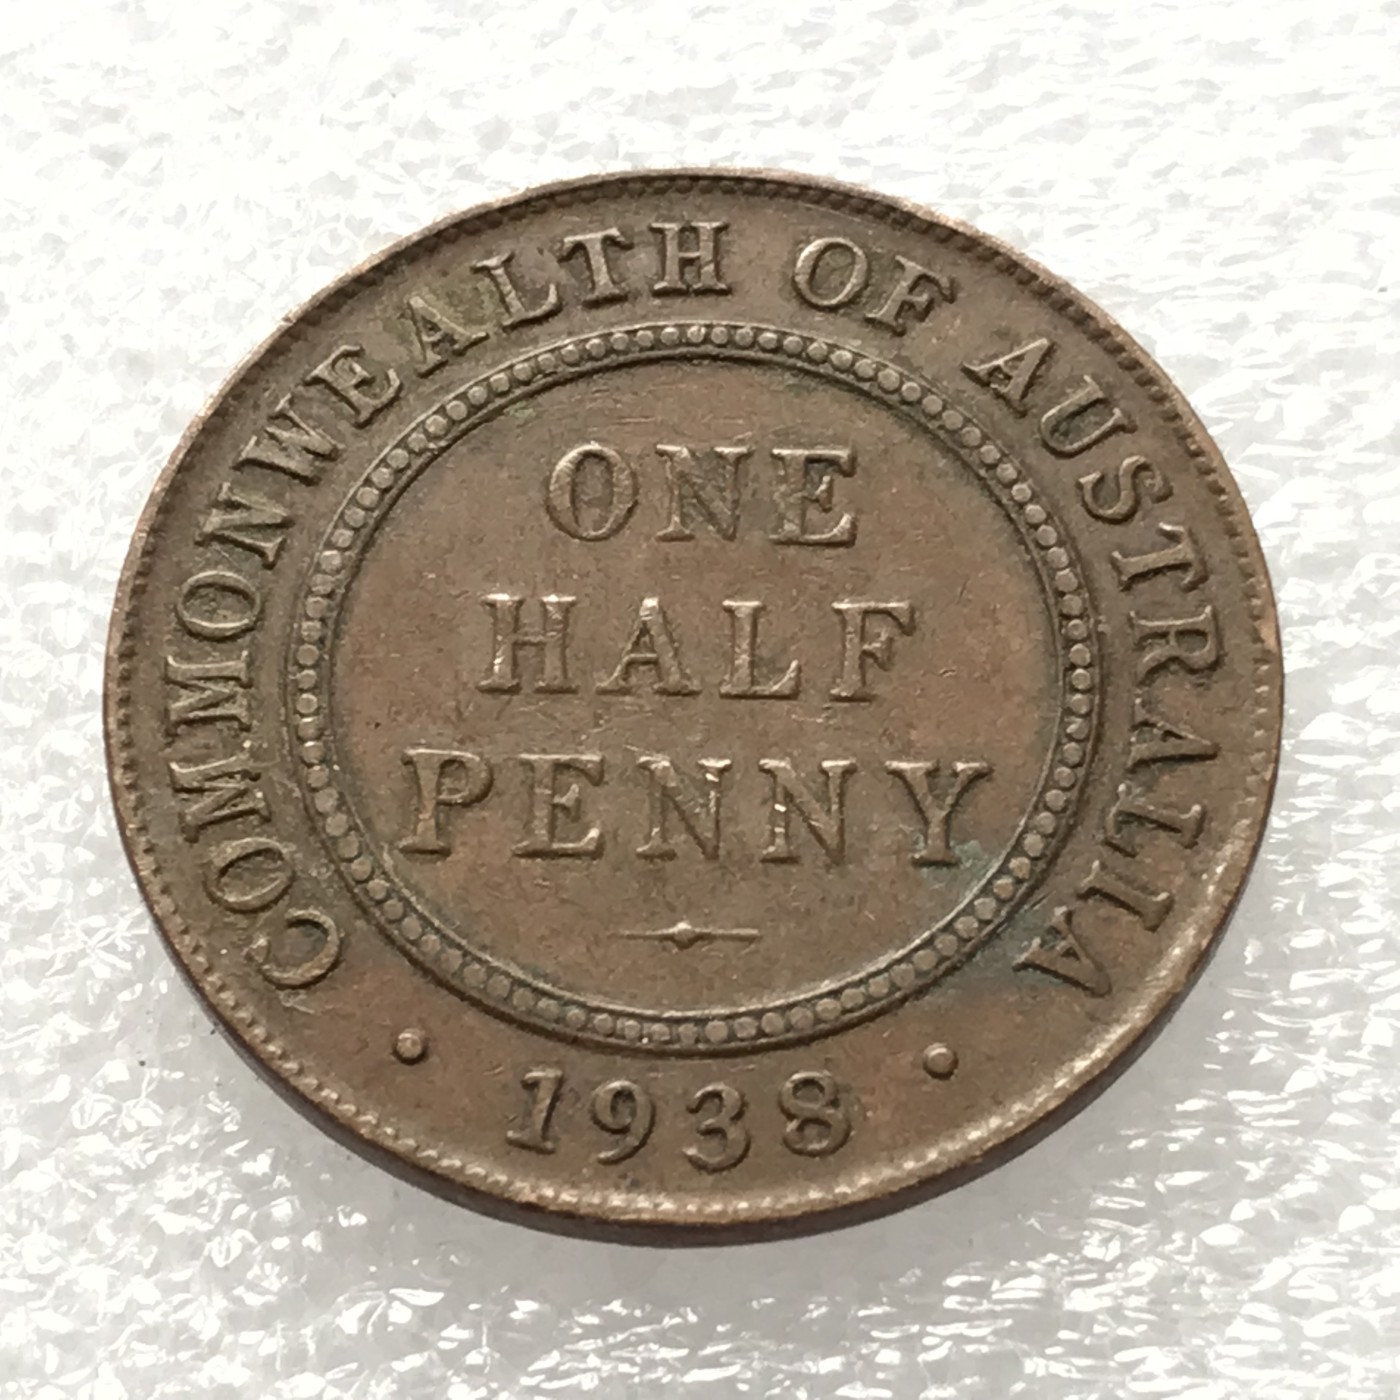 COMMONWEALTH OF AUSTRALIA
ONE
HALF
PENNY
· 1938 ·